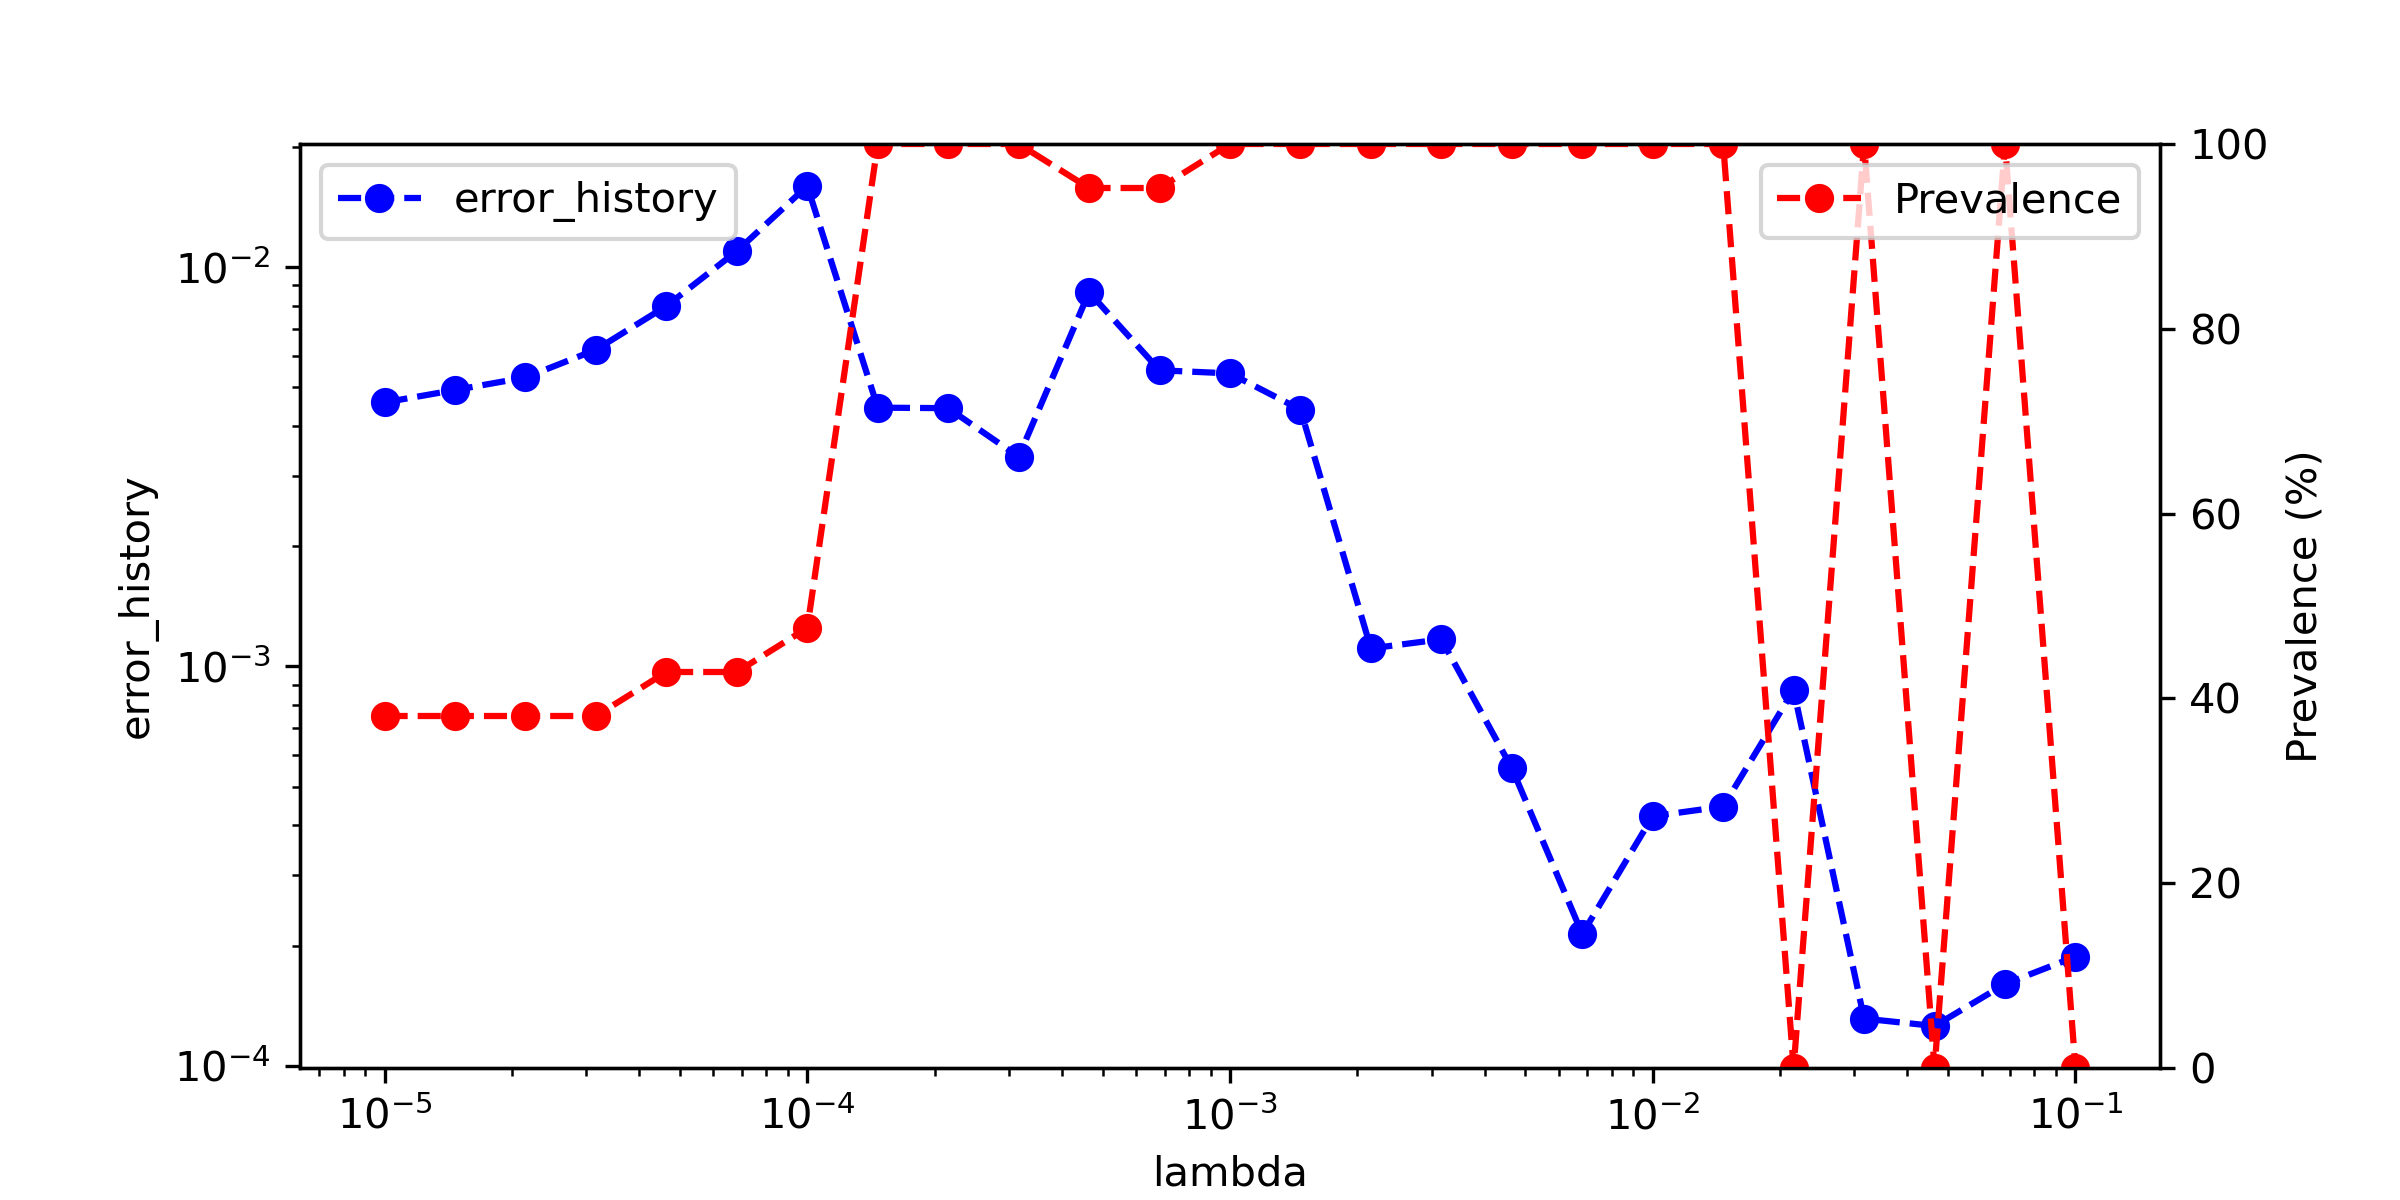 error_history
Prevalence
10⁻²
10⁻³
10⁻⁴
error_history
100
80
60
40
20
0
Prevalence (%)
10⁻⁵ 10⁻⁴ 10⁻³ 10⁻² 10⁻¹
lambda